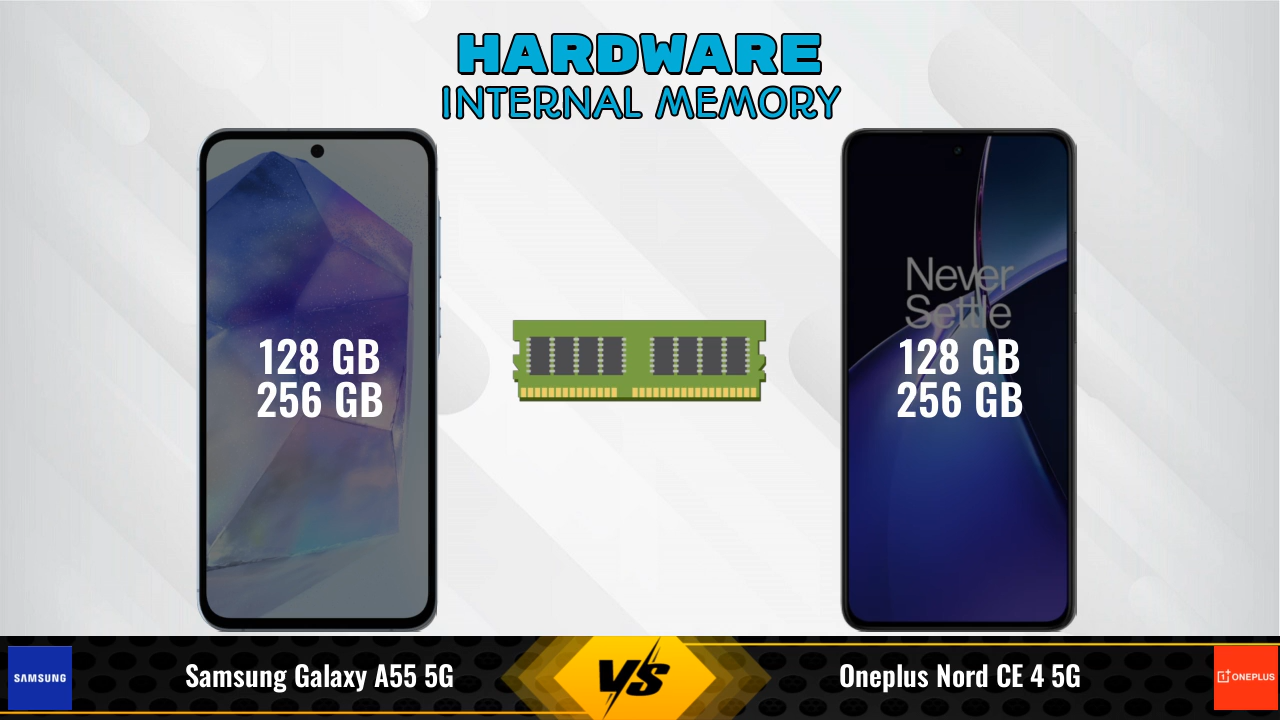 HARDWARE
INTERNAL MEMORY
Never
Settle
128 GB
256 GB
128 GB
256 GB
SAMSUNG
Samsung Galaxy A55 5G
VS
Oneplus Nord CE 4 5G
1+ ONEPLUS